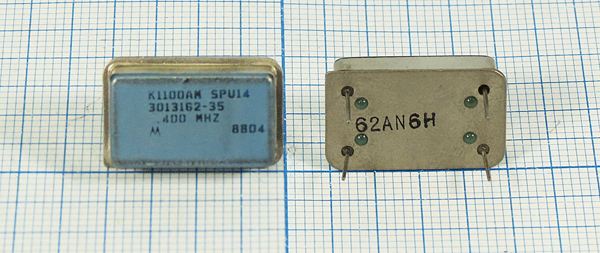 K1100AM SPU14
3013162-35
.400 MHZ
M 8804
62AN6H